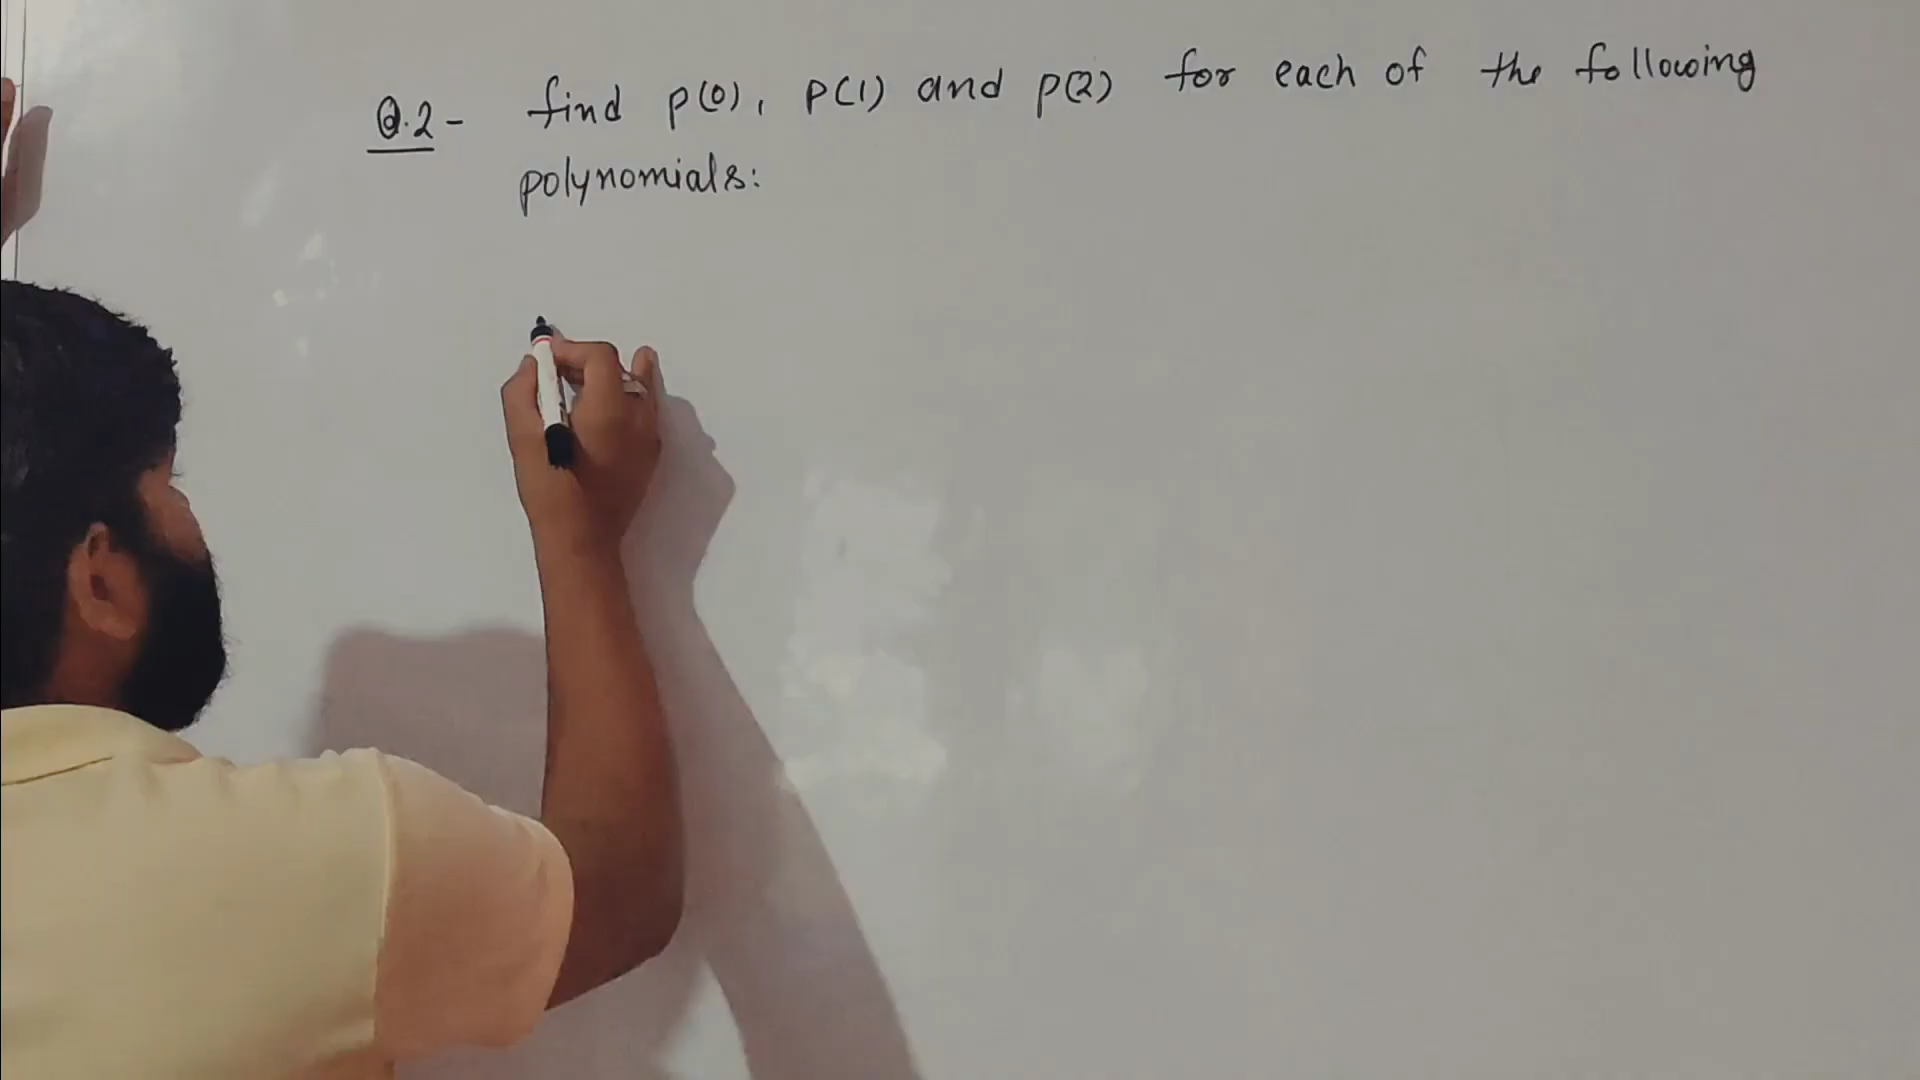 Q.2- find p(0), p(1) and p(2) for each of the following
polynomials: